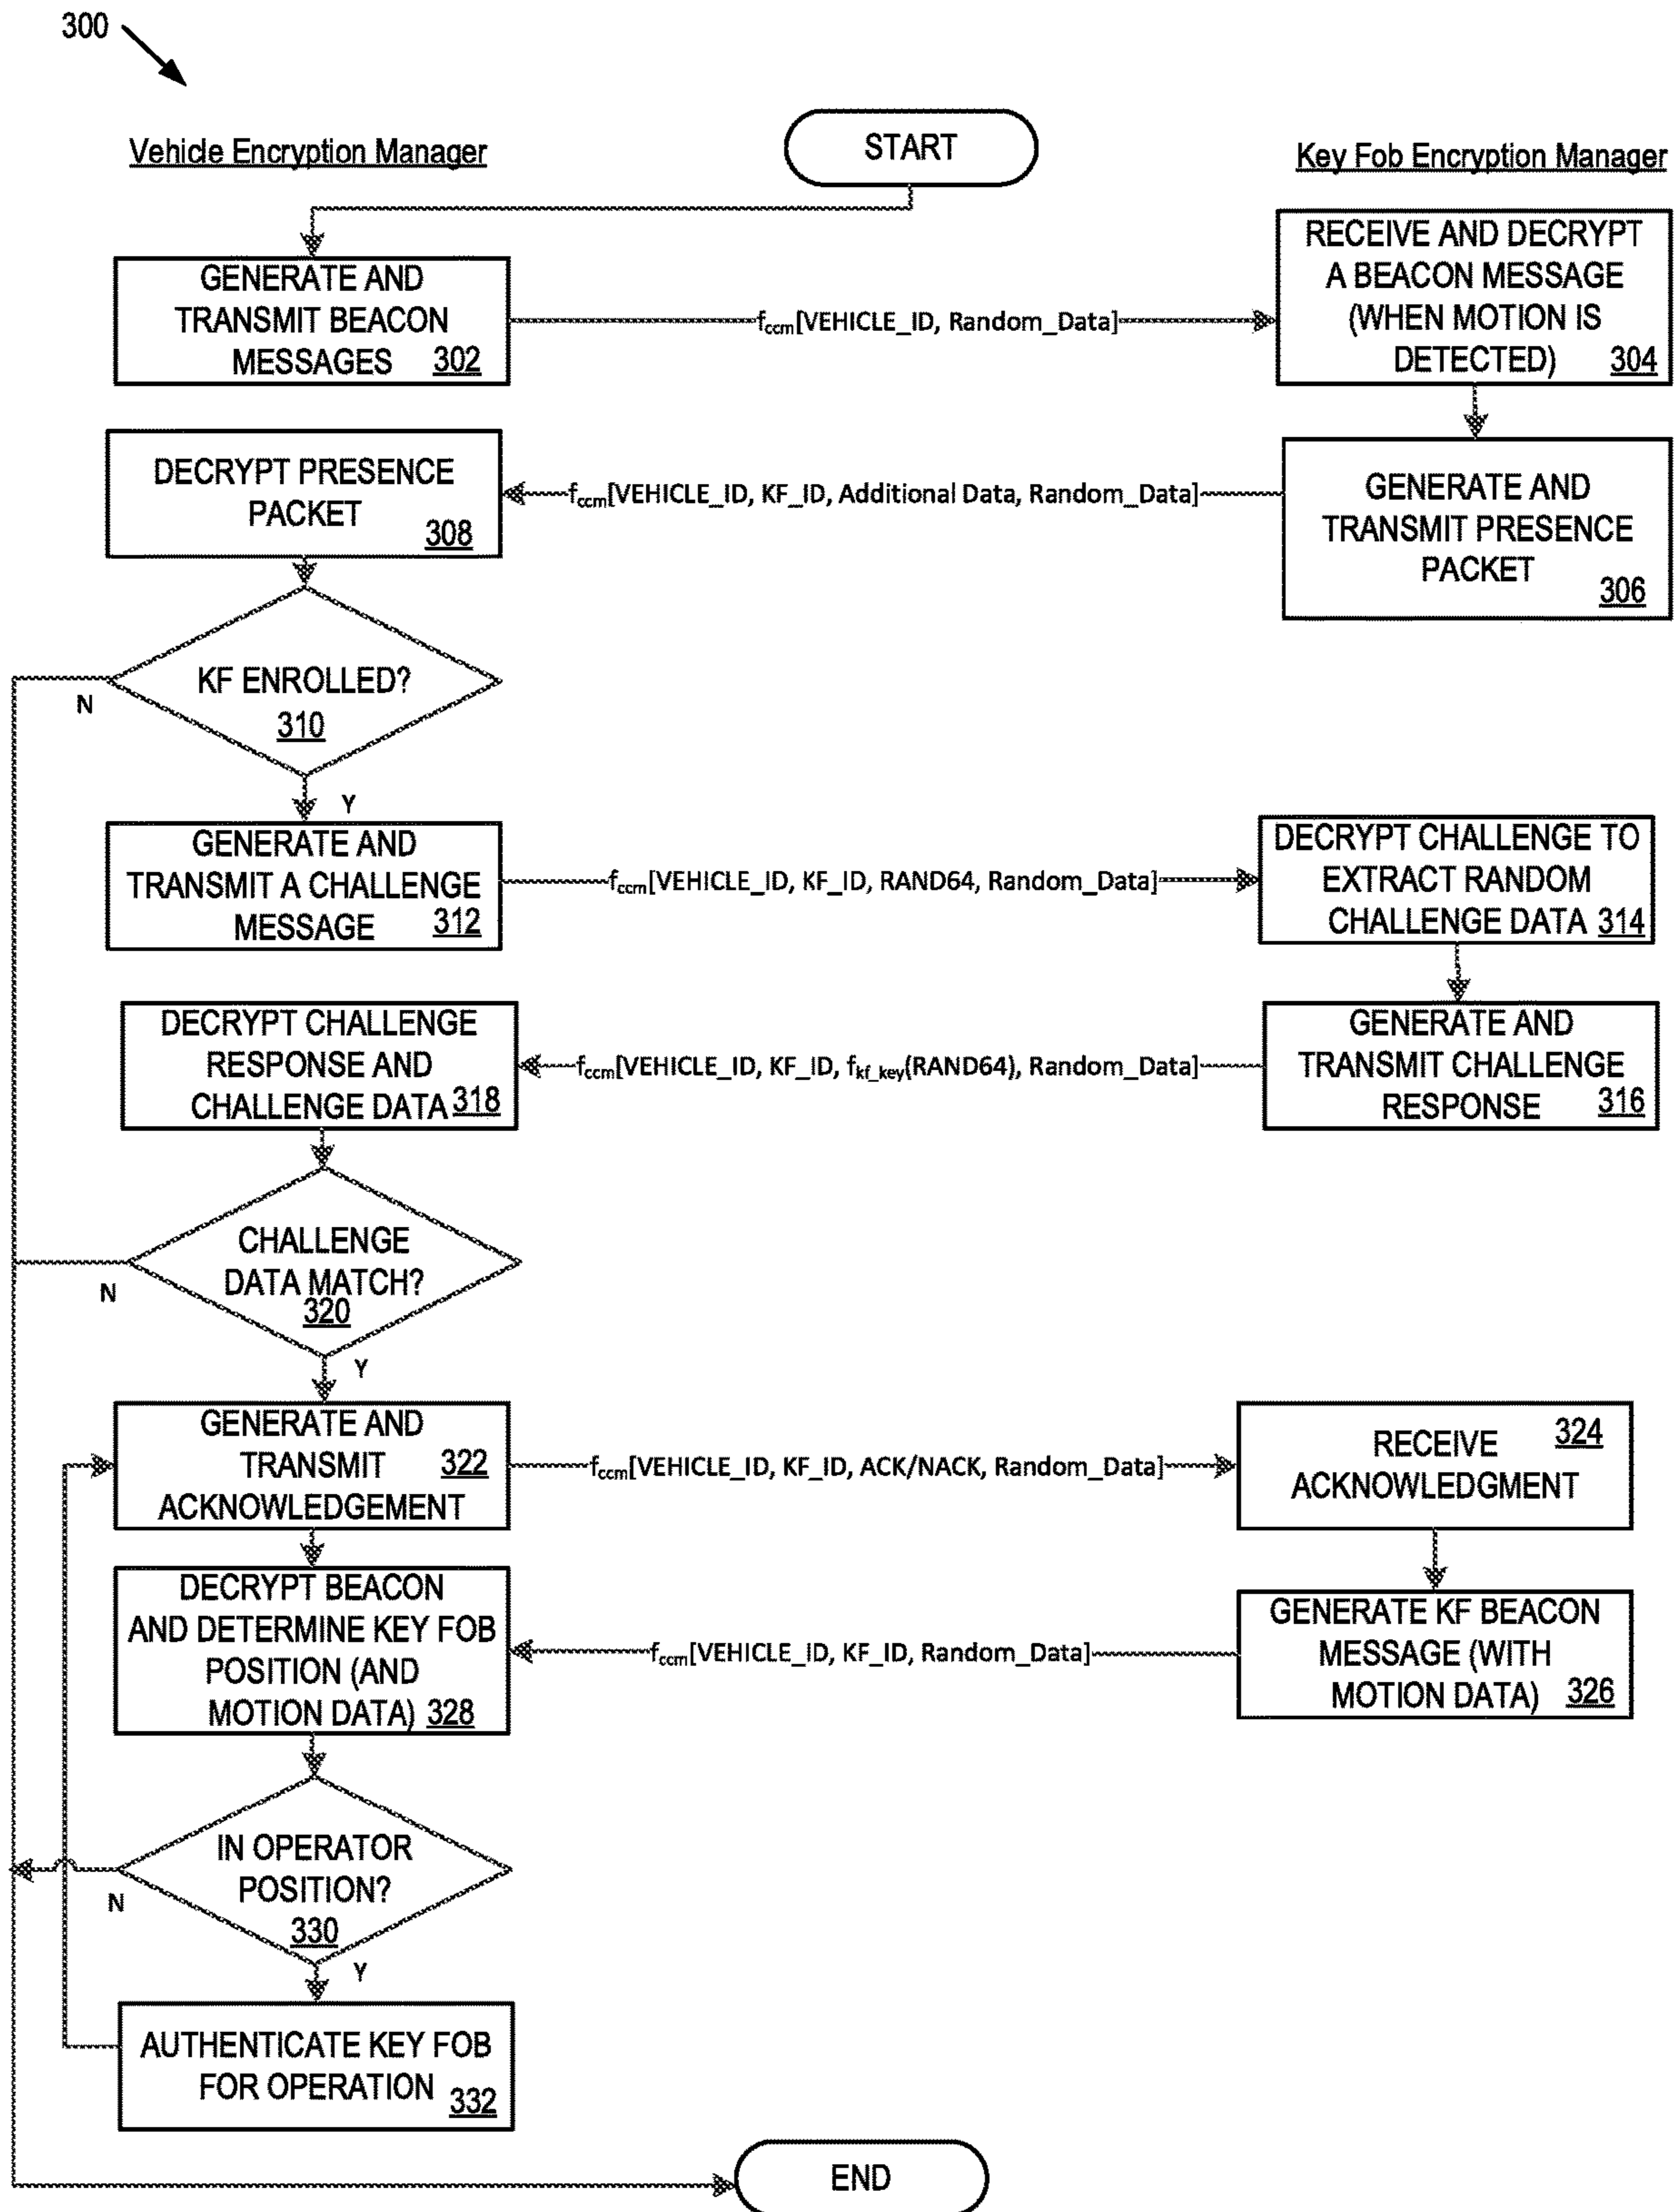 300
Vehicle Encryption Manager
START
Key Fob Encryption Manager
GENERATE AND
TRANSMIT BEACON
MESSAGES 302
fccm[VEHICLE_ID, Random_Data]
RECEIVE AND DECRYPT
A BEACON MESSAGE
(WHEN MOTION IS
DETECTED) 304
DECRYPT PRESENCE
PACKET
308
fccm[VEHICLE_ID, KF_ID, Additional Data, Random_Data]
GENERATE AND
TRANSMIT PRESENCE
PACKET
306
KF ENROLLED?
310
N
Y
GENERATE AND
TRANSMIT A CHALLENGE
MESSAGE 312
fccm[VEHICLE_ID, KF_ID, RAND64, Random_Data]
DECRYPT CHALLENGE TO
EXTRACT RANDOM
CHALLENGE DATA 314
DECRYPT CHALLENGE
RESPONSE AND
CHALLENGE DATA 318
fccm[VEHICLE_ID, KF_ID, fkf_key(RAND64), Random_Data]
GENERATE AND
TRANSMIT CHALLENGE
RESPONSE 316
CHALLENGE
DATA MATCH?
320
N
Y
GENERATE AND
TRANSMIT 322
ACKNOWLEDGEMENT
fccm[VEHICLE_ID, KF_ID, ACK/NACK, Random_Data]
324
RECEIVE
ACKNOWLEDGMENT
DECRYPT BEACON
AND DETERMINE KEY FOB
POSITION (AND
MOTION DATA) 328
fccm[VEHICLE_ID, KF_ID, Random_Data]
GENERATE KF BEACON
MESSAGE (WITH
MOTION DATA) 326
IN OPERATOR
POSITION?
330
N
Y
AUTHENTICATE KEY FOB
FOR OPERATION 332
END